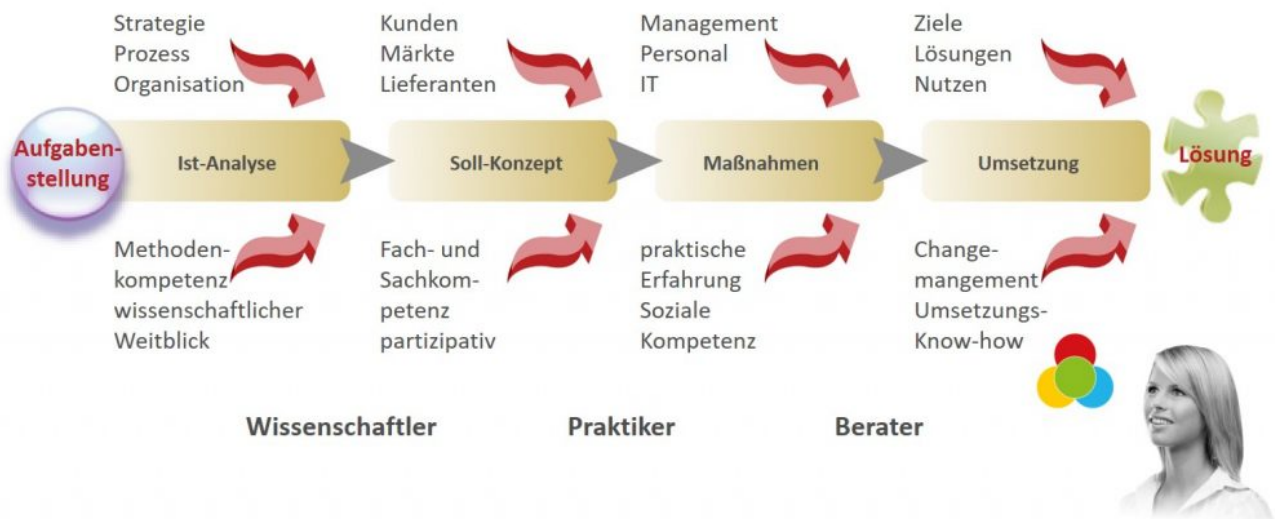 Strategie
Prozess
Organisation
Kunden
Märkte
Lieferanten
Management
Personal
IT
Ziele
Lösungen
Nutzen
Aufgaben-
stellung
Ist-Analyse
Soll-Konzept
Maßnahmen
Umsetzung
Lösung
Methoden-
kompetenz
wissenschaftlicher
Weitblick
Fach- und
Sachkom-
petenz
partizipativ
praktische
Erfahrung
Soziale
Kompetenz
Change-
mangement
Umsetzungs-
Know-how
Wissenschaftler
Praktiker
Berater